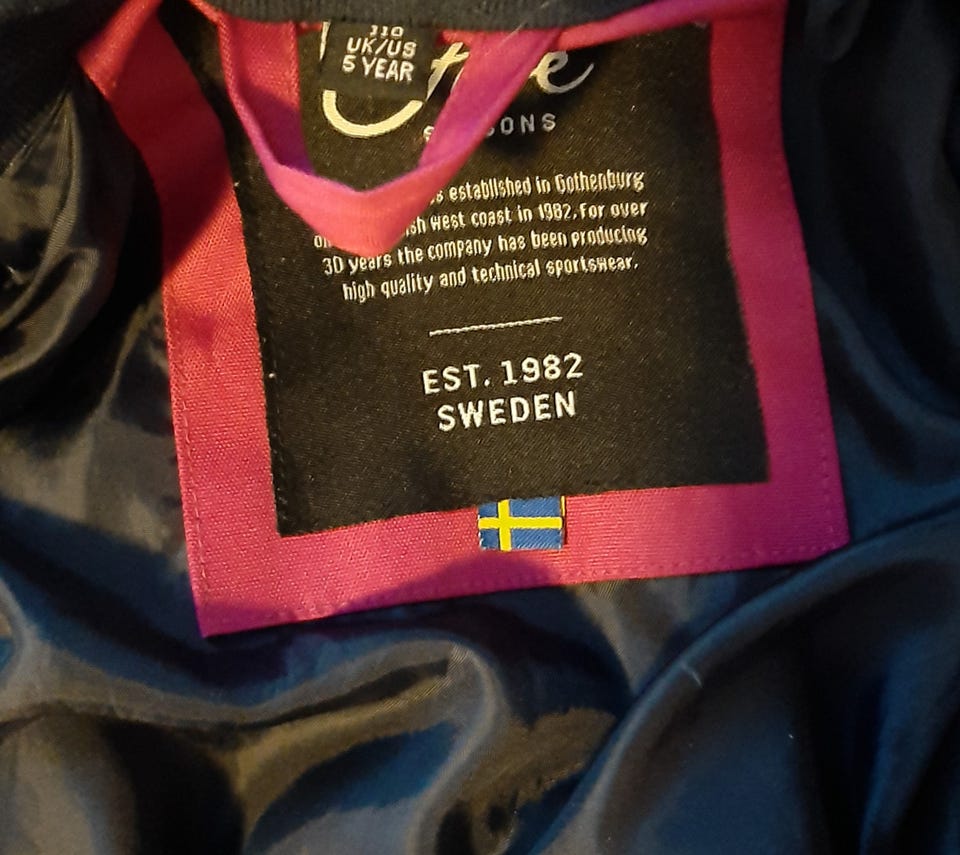 110
UK/US
5 YEAR
established in Gothenburg
west coast in 1982. For over
30 years the company has been producing
high quality and technical sportswear.
EST. 1982
SWEDEN